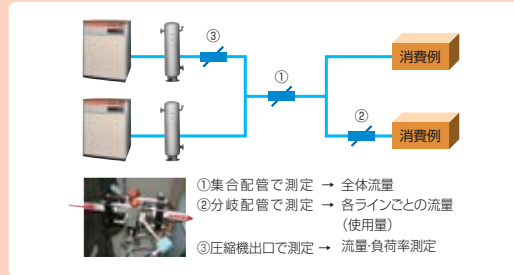 ③
①
消費例
②
消費例
①集合配管で測定 → 全体流量
②分岐配管で測定 → 各ラインごとの流量
(使用量)
③圧縮機出口で測定→ 流量・負荷率測定